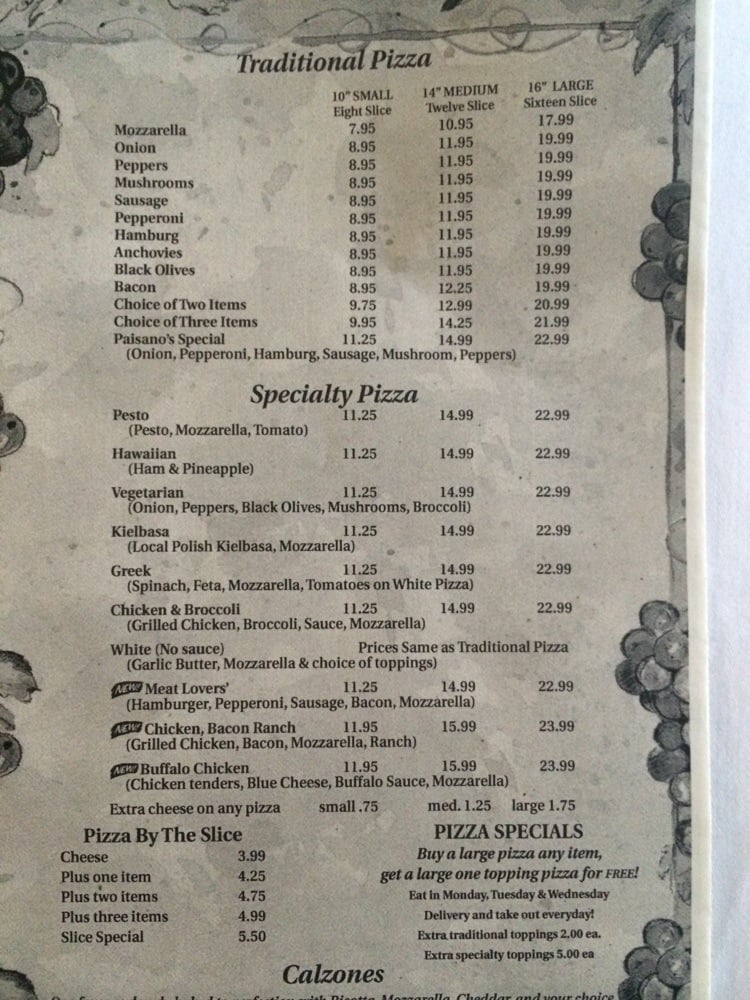 Traditional Pizza
10" SMALL 14" MEDIUM 16" LARGE
Eight Slice Twelve Slice Sixteen Slice
Mozzarella 7.95 10.95 17.99
Onion 8.95 11.95 19.99
Peppers 8.95 11.95 19.99
Mushrooms 8.95 11.95 19.99
Sausage 8.95 11.95 19.99
Pepperoni 8.95 11.95 19.99
Hamburg 8.95 11.95 19.99
Anchovies 8.95 11.95 19.99
Black Olives 8.95 11.95 19.99
Bacon 8.95 12.25 19.99
Choice of Two Items 9.75 12.99 20.99
Choice of Three Items 9.95 14.25 21.99
Paisano's Special 11.25 14.99 22.99
(Onion, Pepperoni, Hamburg, Sausage, Mushroom, Peppers)
Specialty Pizza
Pesto 11.25 14.99 22.99
(Pesto, Mozzarella, Tomato)
Hawaiian 11.25 14.99 22.99
(Ham & Pineapple)
Vegetarian 11.25 14.99 22.99
(Onion, Peppers, Black Olives, Mushrooms, Broccoli)
Kielbasa 11.25 14.99 22.99
(Local Polish Kielbasa, Mozzarella)
Greek 11.25 14.99 22.99
(Spinach, Feta, Mozzarella, Tomatoes on White Pizza)
Chicken & Broccoli 11.25 14.99 22.99
(Grilled Chicken, Broccoli, Sauce, Mozzarella)
White (No sauce) Prices Same as Traditional Pizza
(Garlic Butter, Mozzarella & choice of toppings)
NEW! Meat Lovers' 11.25 14.99 22.99
(Hamburger, Pepperoni, Sausage, Bacon, Mozzarella)
NEW! Chicken, Bacon Ranch 11.95 15.99 23.99
(Grilled Chicken, Bacon, Mozzarella, Ranch)
NEW! Buffalo Chicken 11.95 15.99 23.99
(Chicken tenders, Blue Cheese, Buffalo Sauce, Mozzarella)
Extra cheese on any pizza small .75 med. 1.25 large 1.75
Pizza By The Slice
Cheese 3.99
Plus one item 4.25
Plus two items 4.75
Plus three items 4.99
Slice Special 5.50
PIZZA SPECIALS
Buy a large pizza any item,
get a large one topping pizza for FREE!
Eat in Monday, Tuesday & Wednesday
Delivery and take out everyday!
Extra traditional toppings 2.00 ea.
Extra specialty toppings 5.00 ea
Calzones
with Ricotta, Mozzarella, Cheddar, and your choice